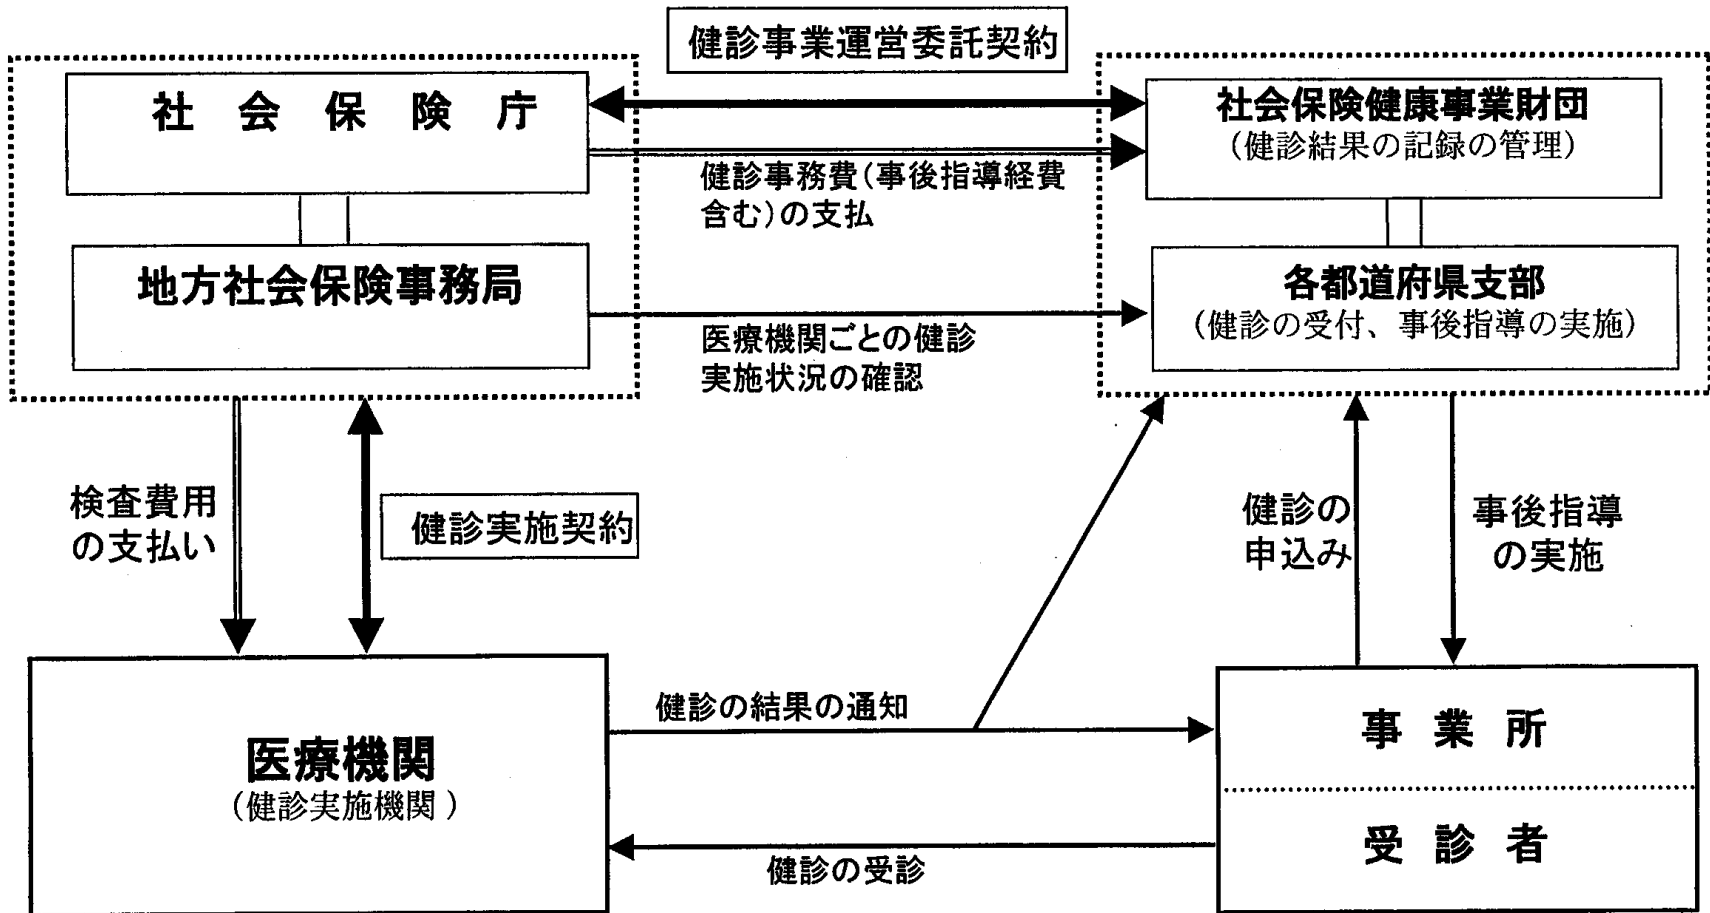 健診事業運営委託契約
社会保険庁
社会保険健康事業財団
(健診結果の記録の管理)
健診事務費(事後指導経費
含む)の支払
地方社会保険事務局
各都道府県支部
(健診の受付、事後指導の実施)
医療機関ごとの健診
実施状況の確認
検査費用
の支払い
健診実施契約
健診の
申込み
事後指導
の実施
健診の結果の通知
医療機関
(健診実施機関)
事業所
受診者
健診の受診